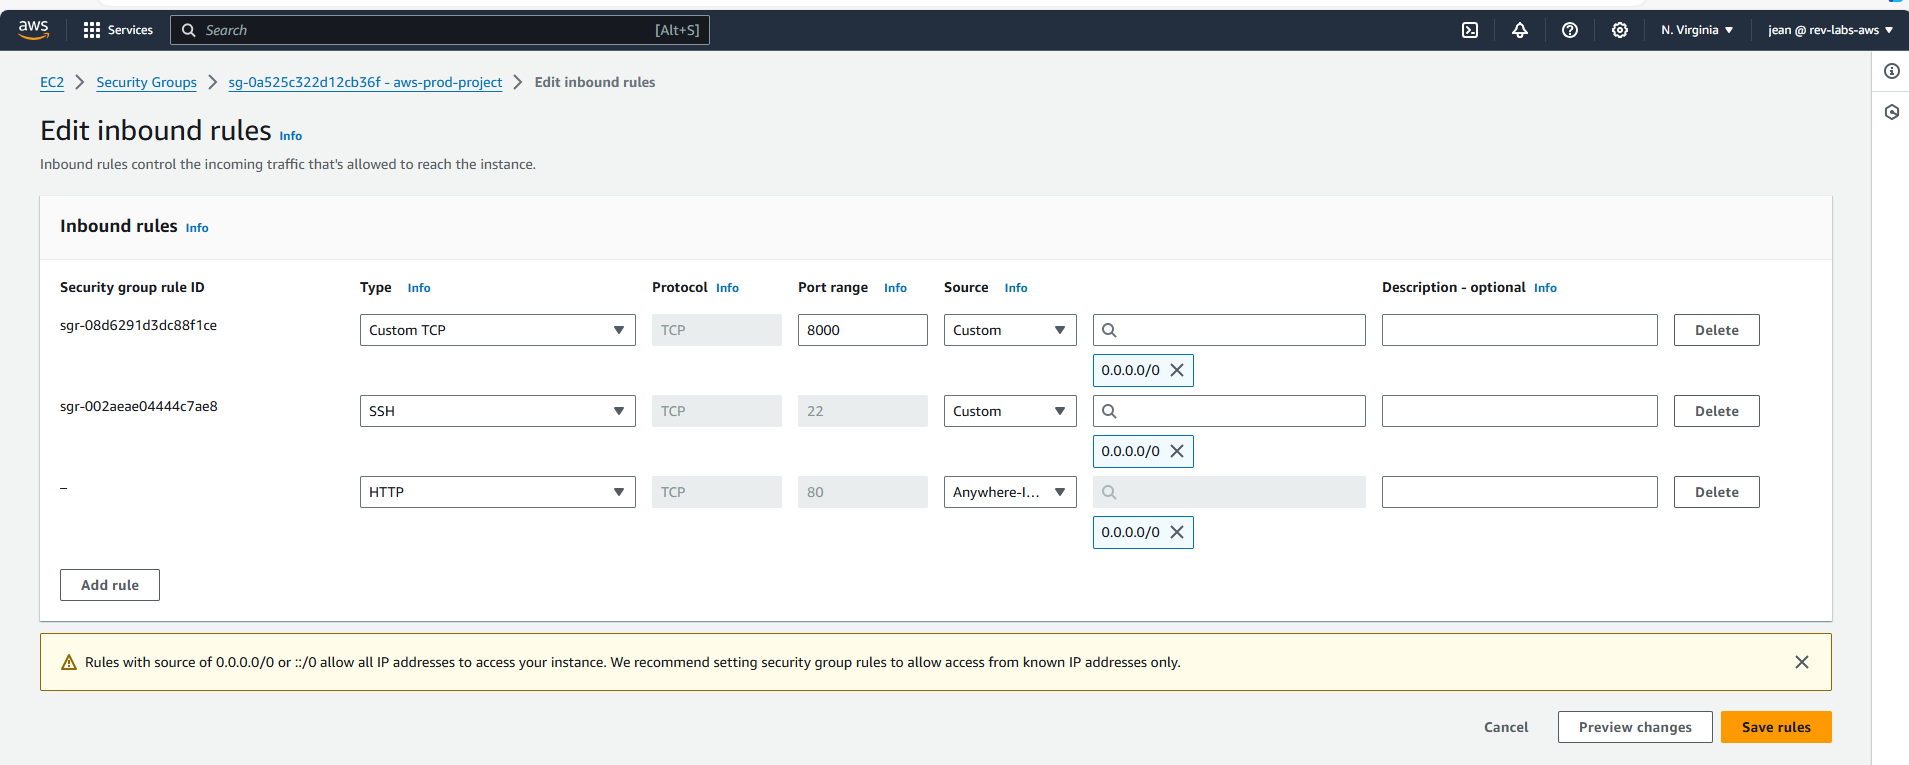 aws Services Search [Alt+S] N. Virginia jean @ rev-labs-aws
EC2 Security Groups sg-0a525c322d12cb36f - aws-prod-project Edit inbound rules
Edit inbound rules Info
Inbound rules control the incoming traffic that's allowed to reach the instance.
Inbound rules Info
Security group rule ID Type Info Protocol Info Port range Info Source Info Description - optional Info
sgr-08d6291d3dc88f1ce Custom TCP TCP 8000 Custom Delete
0.0.0.0/0
sgr-002aeae04444c7ae8 SSH TCP 22 Custom Delete
0.0.0.0/0
– HTTP TCP 80 Anywhere-I... Delete
0.0.0.0/0
Add rule
Rules with source of 0.0.0.0/0 or ::/0 allow all IP addresses to access your instance. We recommend setting security group rules to allow access from known IP addresses only.
Cancel Preview changes Save rules